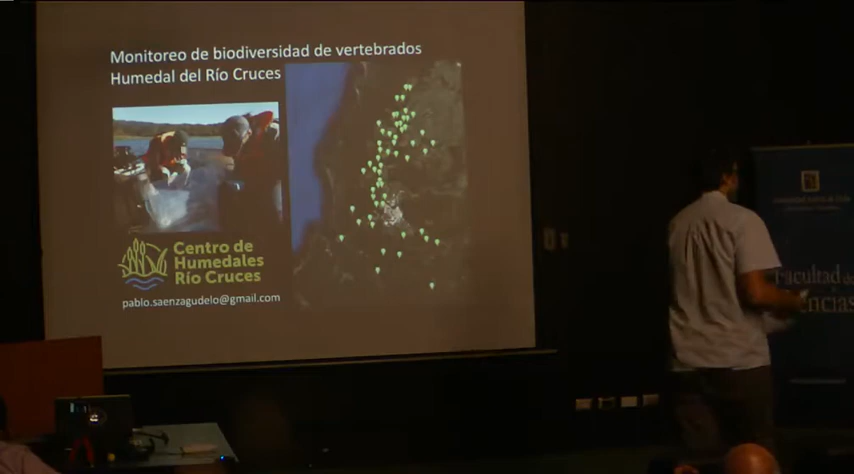 Monitoreo de biodiversidad de vertebrados
Humedal del Río Cruces
Centro de
Humedales
Río Cruces
pablo.saenzagudelo@gmail.com
Facultad de
Ciencias